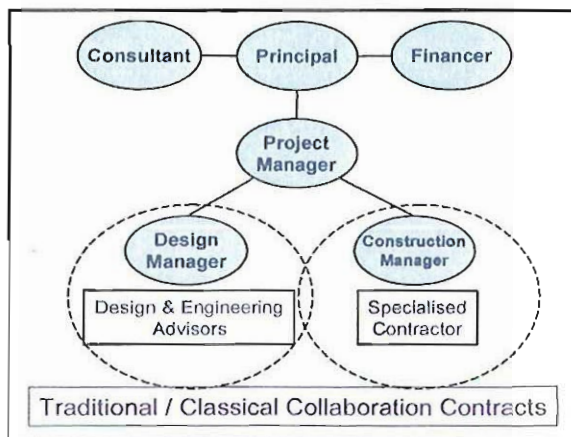 Consultant
Principal
Financer
Project
Manager
Design
Manager
Construction
Manager
Design & Engineering
Advisors
Specialised
Contractor
Traditional / Classical Collaboration Contracts